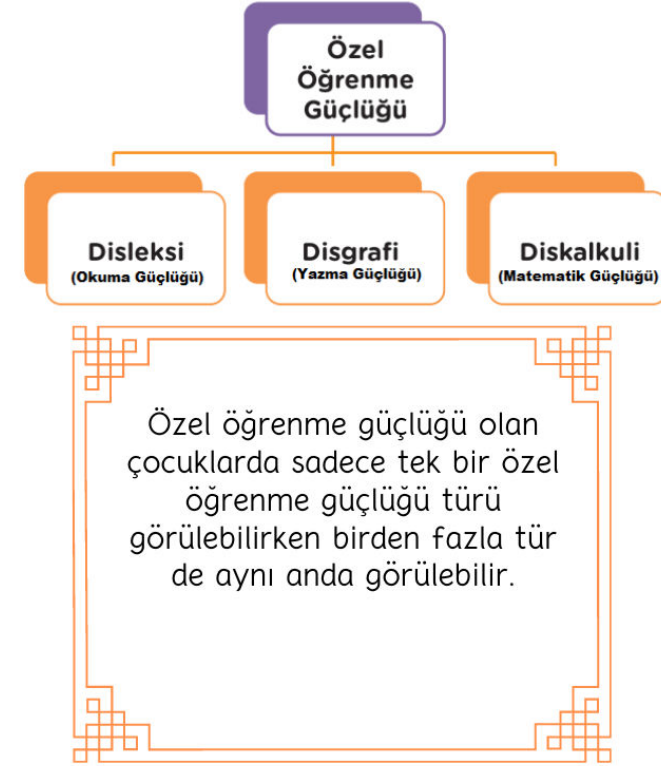 Özel
Öğrenme
Güçlüğü
Disleksi
(Okuma Güçlüğü)
Disgrafi
(Yazma Güçlüğü)
Diskalkuli
(Matematik Güçlüğü)
Özel öğrenme güçlüğü olan
çocuklarda sadece tek bir özel
öğrenme güçlüğü türü
görülebilirken birden fazla tür
de aynı anda görülebilir.